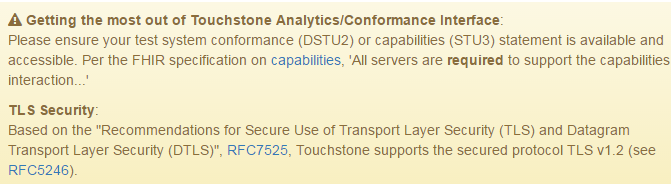 ⚠ Getting the most out of Touchstone Analytics/Conformance Interface:
Please ensure your test system conformance (DSTU2) or capabilities (STU3) statement is available and
accessible. Per the FHIR specification on capabilities, 'All servers are required to support the capabilities
interaction...'
TLS Security:
Based on the "Recommendations for Secure Use of Transport Layer Security (TLS) and Datagram
Transport Layer Security (DTLS)", RFC7525, Touchstone supports the secured protocol TLS v1.2 (see
RFC5246).